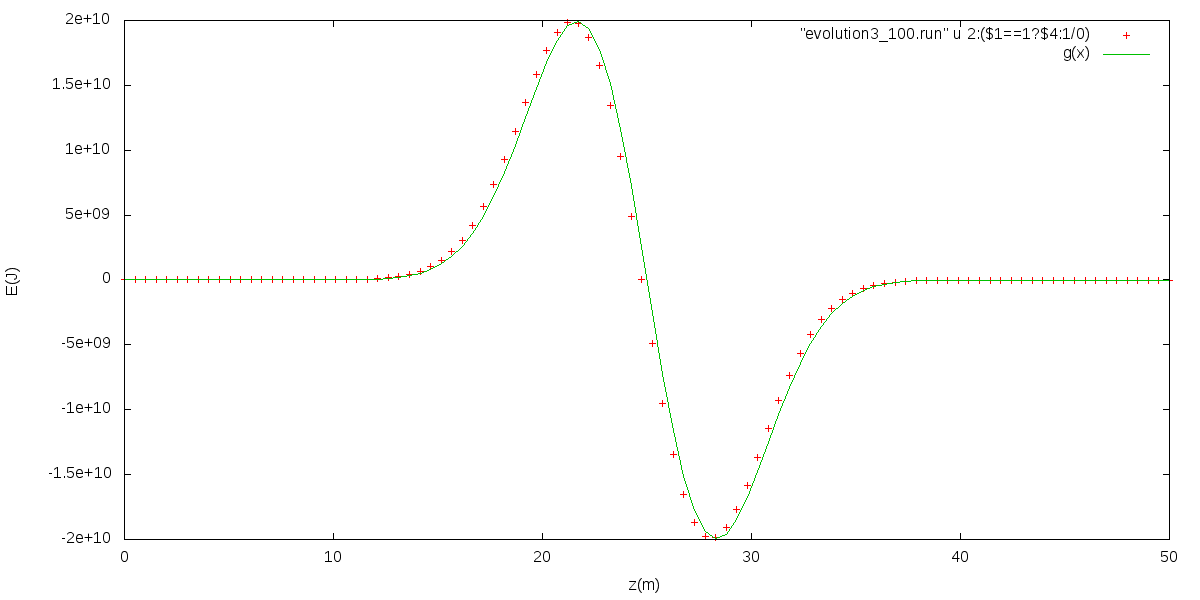 "evolution3_100.run" u 2:($1==1?$4:1/0)
g(x)
2e+10
1.5e+10
1e+10
5e+09
0
-5e+09
-1e+10
-1.5e+10
-2e+10
E(J)
0 10 20 30 40 50
z(m)